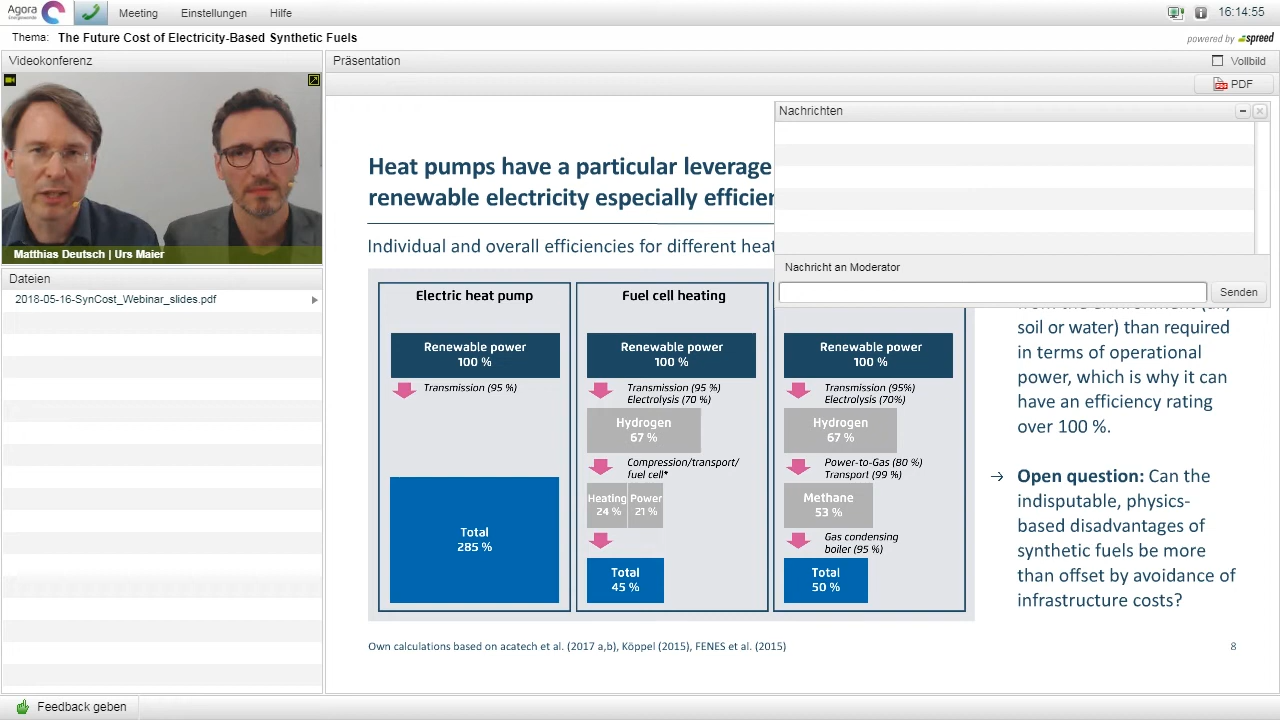 Agora
Energiewende
Meeting
Einstellungen
Hilfe
16:14:55
Thema: The Future Cost of Electricity-Based Synthetic Fuels
powered by spreed
Videokonferenz
Matthias Deutsch | Urs Maier
Dateien
2018-05-16-SynCost_Webinar_slides.pdf
Präsentation
Vollbild
PDF
Nachrichten
Nachricht an Moderator
Senden
Heat pumps have a particular leverage
renewable electricity especially
Individual and overall efficiencies for different
Electric heat pump
Renewable power
100 %
Transmission (95 %)
Total
285 %
Fuel cell heating
Renewable power
100 %
Transmission (95 %)
Electrolysis (70 %)
Hydrogen
67 %
Compression/transport/
fuel cell*
Heating Power
24 % 21 %
Total
45 %
Renewable power
100 %
Transmission (95%)
Electrolysis (70%)
Hydrogen
67 %
Power-to-Gas (80 %)
Transport (99 %)
Methane
53 %
Gas condensing
boiler (95 %)
Total
50 %
soil or water) than required
in terms of operational
power, which is why it can
have an efficiency rating
over 100 %.
→ Open question: Can the
indisputable, physics-
based disadvantages of
synthetic fuels be more
than offset by avoidance of
infrastructure costs?
Own calculations based on acatech et al. (2017 a,b), Köppel (2015), FENES et al. (2015)
8
Feedback geben